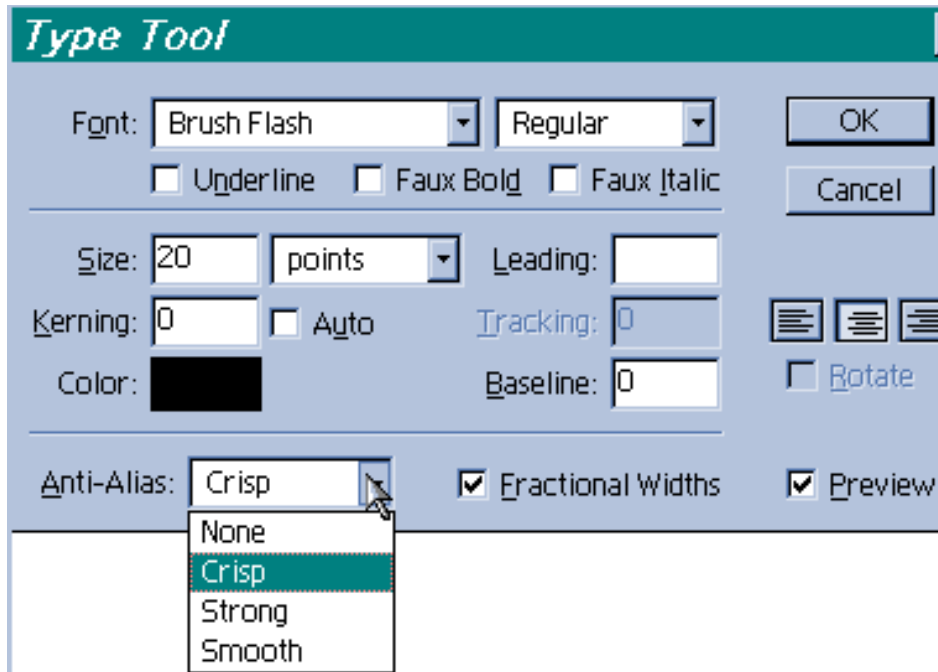 Type Tool
Font: Brush Flash Regular OK
Underline Faux Bold Faux Italic Cancel
Size: 20 points Leading:
Kerning: 0 Auto Tracking: 0
Color: Baseline: 0 Rotate
Anti-Alias: Crisp Fractional Widths Preview
None
Crisp
Strong
Smooth